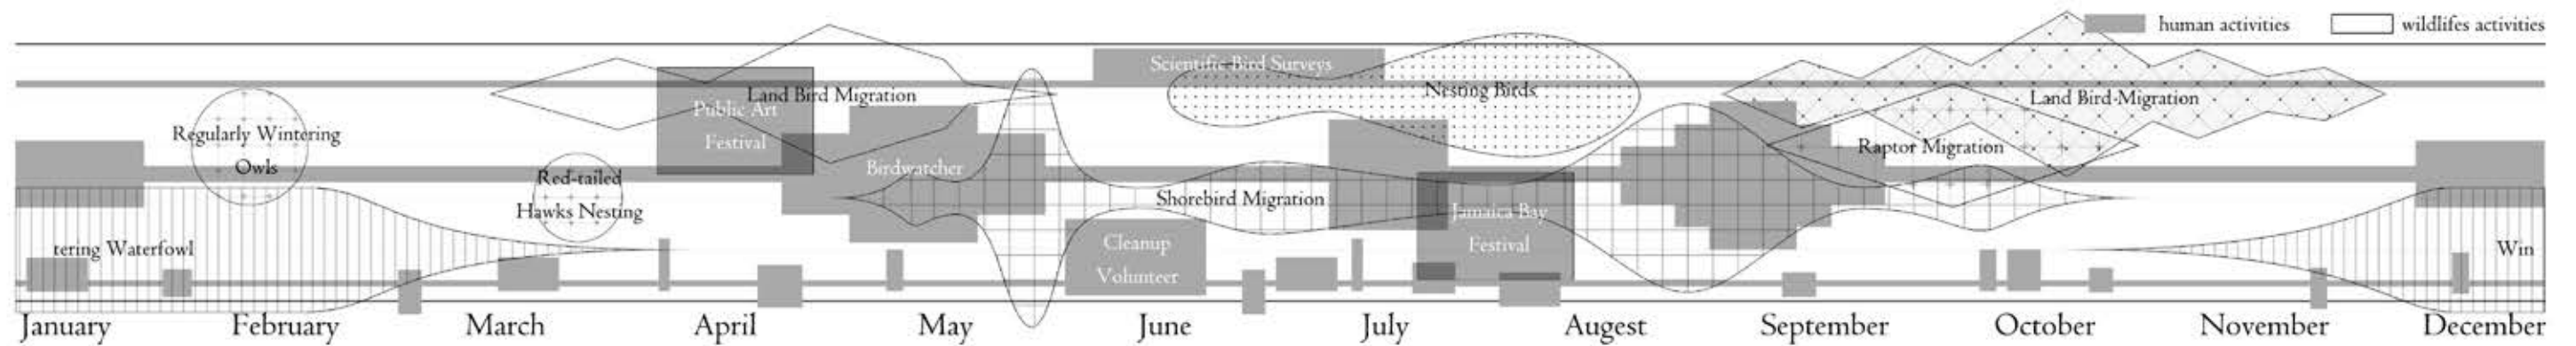 human activities
wildlifes activities
Scientific Bird Surveys
Nesting Birds
Land Bird Migration
Land Bird Migration
Public Art
Festival
Regularly Wintering
Owls
Raptor Migration
Birdwatcher
Red-tailed
Hawks Nesting
Shorebird Migration
Jamaica Bay
Festival
Cleanup
Volunteer
tering Waterfowl
Win
January
February
March
April
May
June
July
Augest
September
October
November
December